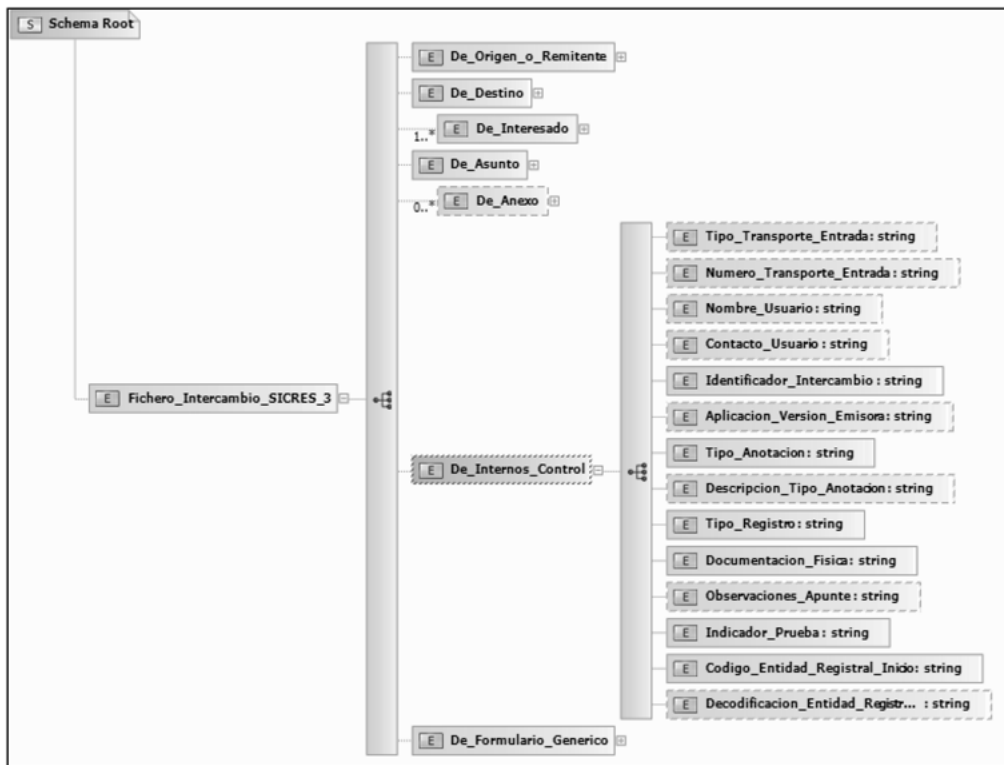 S Schema Root
E De_Origen_o_Remitente
E De_Destino
1..* E De_Interesado
E De_Asunto
0..* E De_Anexo
E Tipo_Transporte_Entrada: string
E Numero_Transporte_Entrada: string
E Nombre_Usuario: string
E Contacto_Usuario: string
E Identificador_Intercambio: string
E Fichero_Intercambio_SICRES_3
E Aplicacion_Version_Emisora: string
E Tipo_Anotacion: string
E De_Internos_Control
E Descripcion_Tipo_Anotacion: string
E Tipo_Registro: string
E Documentacion_Fisica: string
E Observaciones_Apunte: string
E Indicador_Prueba: string
E Codigo_Entidad_Registral_Inicio: string
E Decodificacion_Entidad_Registr... : string
E De_Formulario_Generico